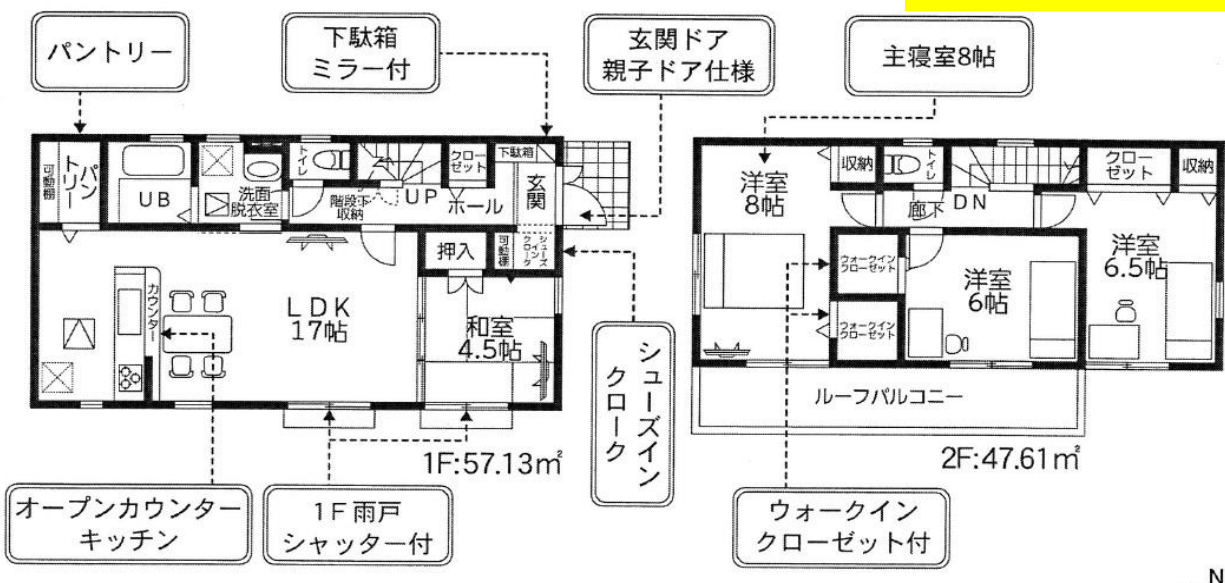 パントリー
下駄箱
ミラー付
玄関ドア
親子ドア仕様
主寝室8帖
可動棚
パン
トリー
UB
洗面
脱衣室
トイレ
階段下
収納
UP
クロー
ゼット
ホール
下駄箱
玄関
押入
可動棚
シューズ
イン
クローク
カウンター
LDK
17帖
和室
4.5帖
洋室
8帖
収納
トイレ
廊下
DN
クロー
ゼット
収納
ウォークイン
クローゼット
ウォークイン
クローゼット
洋室
6帖
洋室
6.5帖
ルーフバルコニー
1F:57.13㎡
2F:47.61㎡
シューズイン
クローク
オープンカウンター
キッチン
1F雨戸
シャッター付
ウォークイン
クローゼット付
N